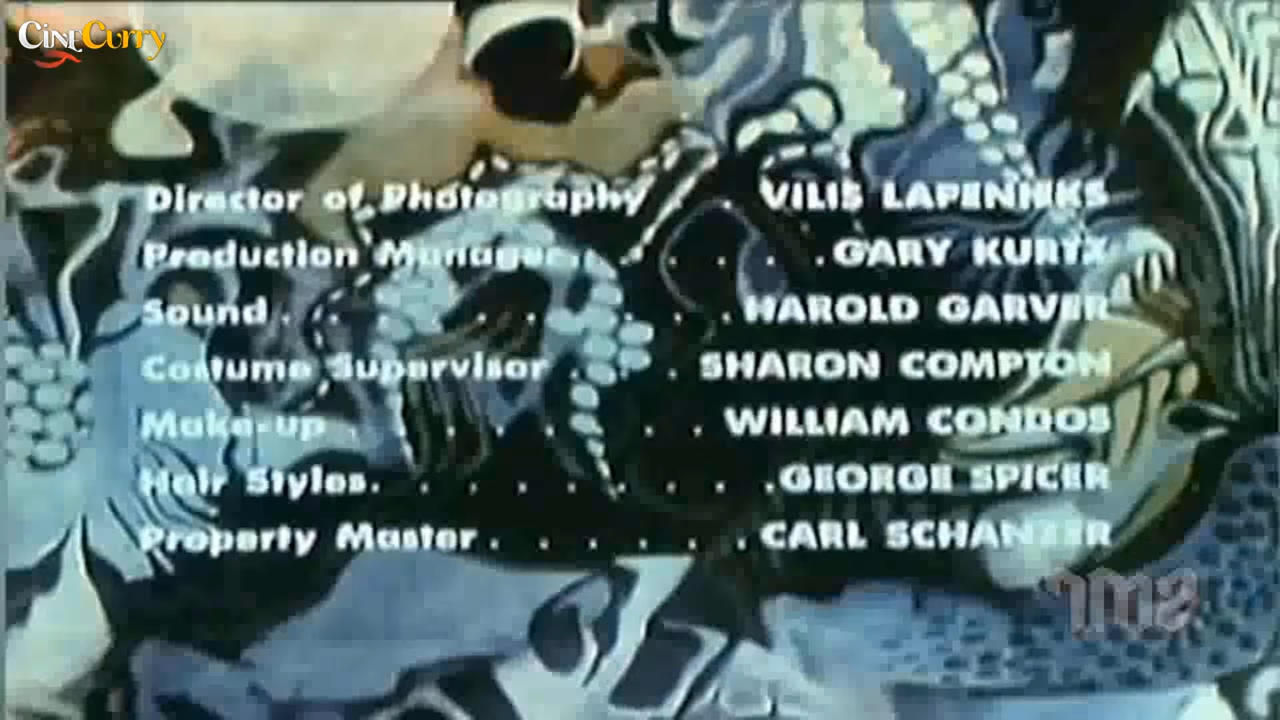 CINECURRY
Director of Photography . VILIS LAPENIEKS
Production Manager. . . . . . GARY KURTZ
Sound . . . . . . . . HAROLD GARVER
Costume Supervisor . . . SHARON COMPTON
Make-up . . . . . . . WILLIAM CONDOS
Hair Styles. . . . . . . . .GEORGE SPICER
Property Master . . . . . . CARL SCHANZER